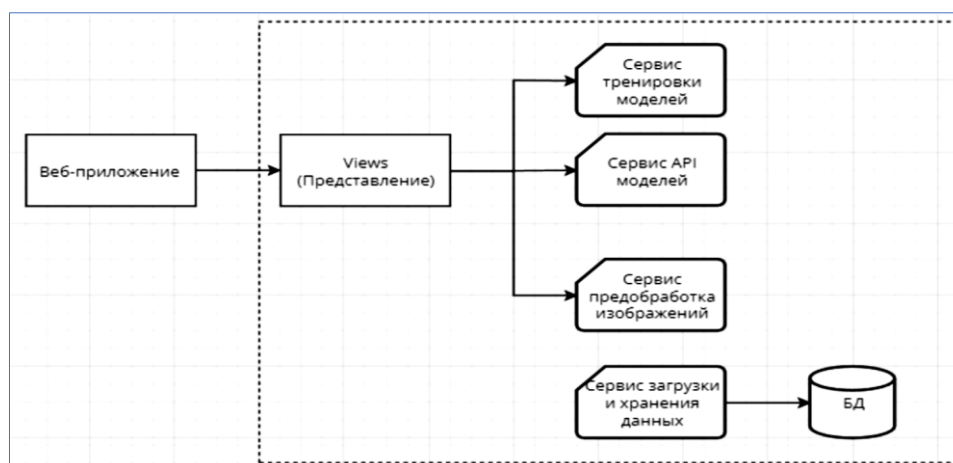 Веб-приложение
Views
(Представление)
Сервис
тренировки
моделей
Сервис API
моделей
Сервис
предобработка
изображений
Сервис загрузки
и хранения
данных
БД